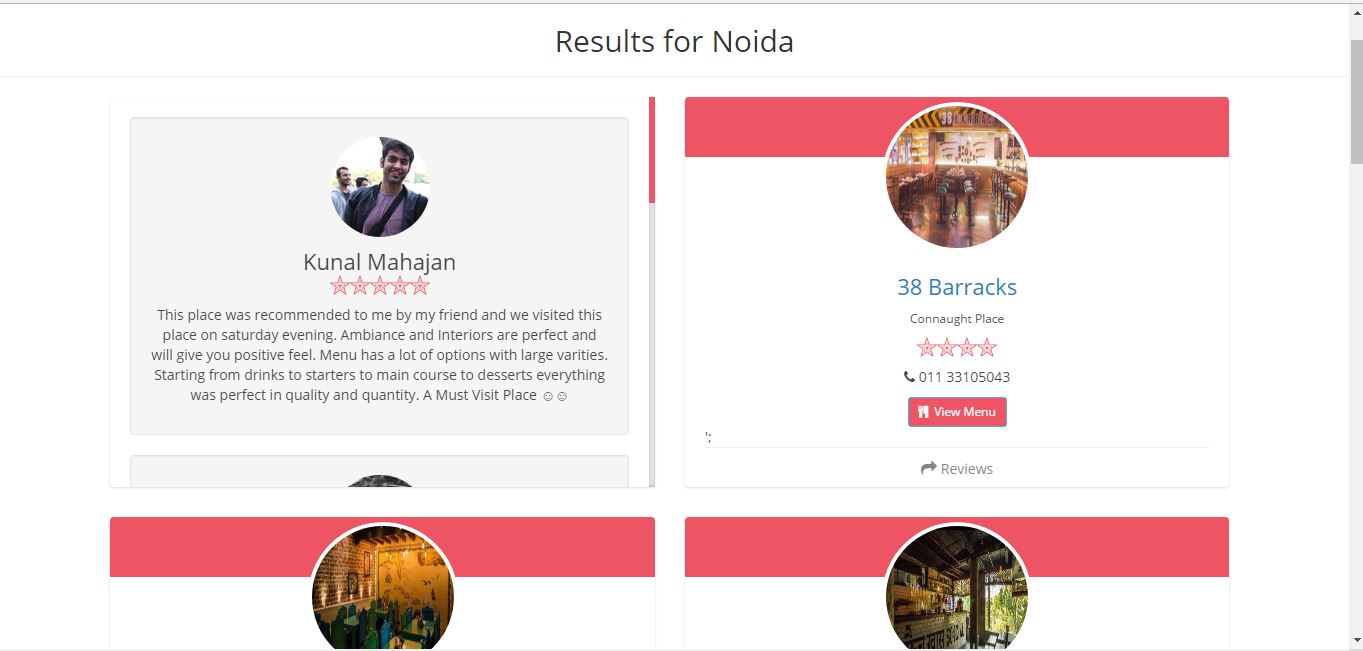 Results for Noida
Kunal Mahajan
This place was recommended to me by my friend and we visited this
place on saturday evening. Ambiance and Interiors are perfect and
will give you positive feel. Menu has a lot of options with large varities.
Starting from drinks to starters to main course to desserts everything
was perfect in quality and quantity. A Must Visit Place ☺☺
38 BARRACKS
38 Barracks
Connaught Place
011 33105043
View Menu
';
Reviews